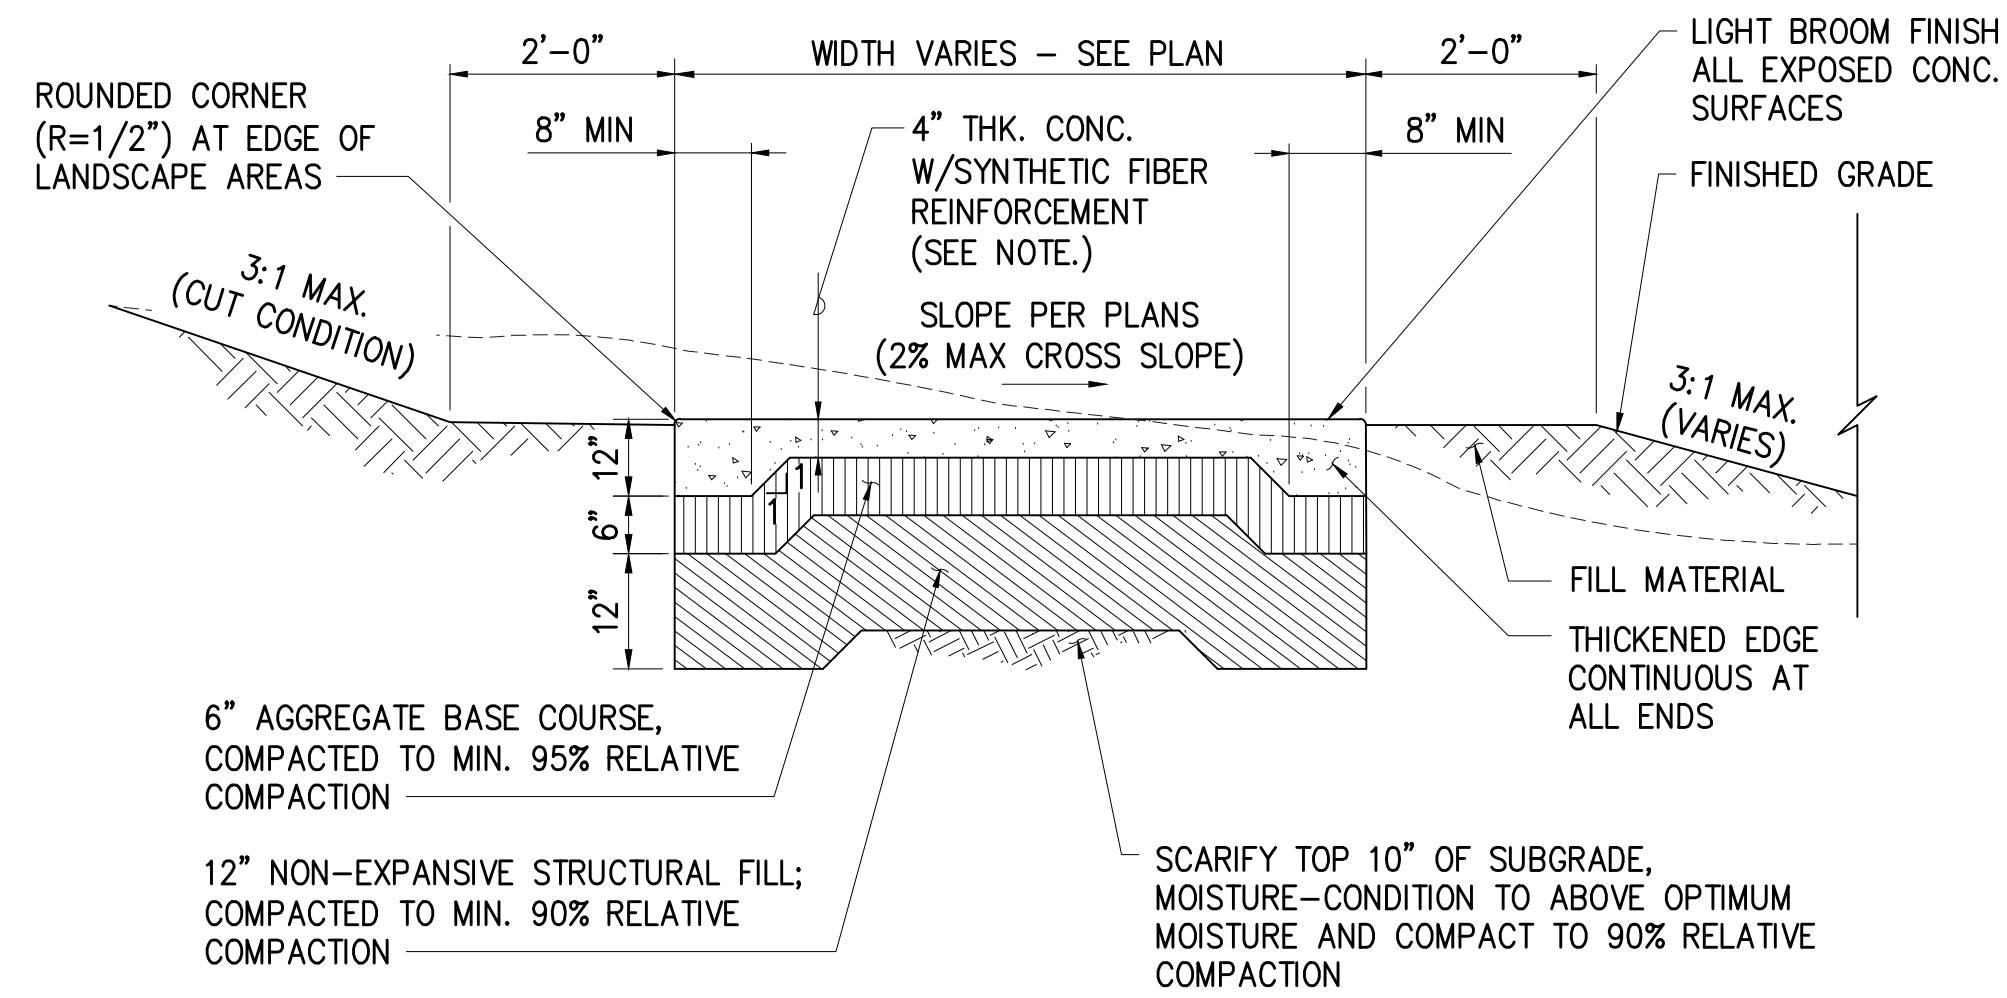 2'-0"
WIDTH VARIES - SEE PLAN
2'-0"
LIGHT BROOM FINISH
ALL EXPOSED CONC.
SURFACES
ROUNDED CORNER
(R=1/2") AT EDGE OF
LANDSCAPE AREAS
8" MIN
4" THK. CONC.
W/SYNTHETIC FIBER
REINFORCEMENT
(SEE NOTE.)
8" MIN
FINISHED GRADE
3:1 MAX.
(CUT CONDITION)
SLOPE PER PLANS
(2% MAX CROSS SLOPE)
3:1 MAX.
(VARIES)
12"
1
1
6"
12"
FILL MATERIAL
THICKENED EDGE
CONTINUOUS AT
ALL ENDS
6" AGGREGATE BASE COURSE,
COMPACTED TO MIN. 95% RELATIVE
COMPACTION
12" NON-EXPANSIVE STRUCTURAL FILL;
COMPACTED TO MIN. 90% RELATIVE
COMPACTION
SCARIFY TOP 10" OF SUBGRADE,
MOISTURE-CONDITION TO ABOVE OPTIMUM
MOISTURE AND COMPACT TO 90% RELATIVE
COMPACTION